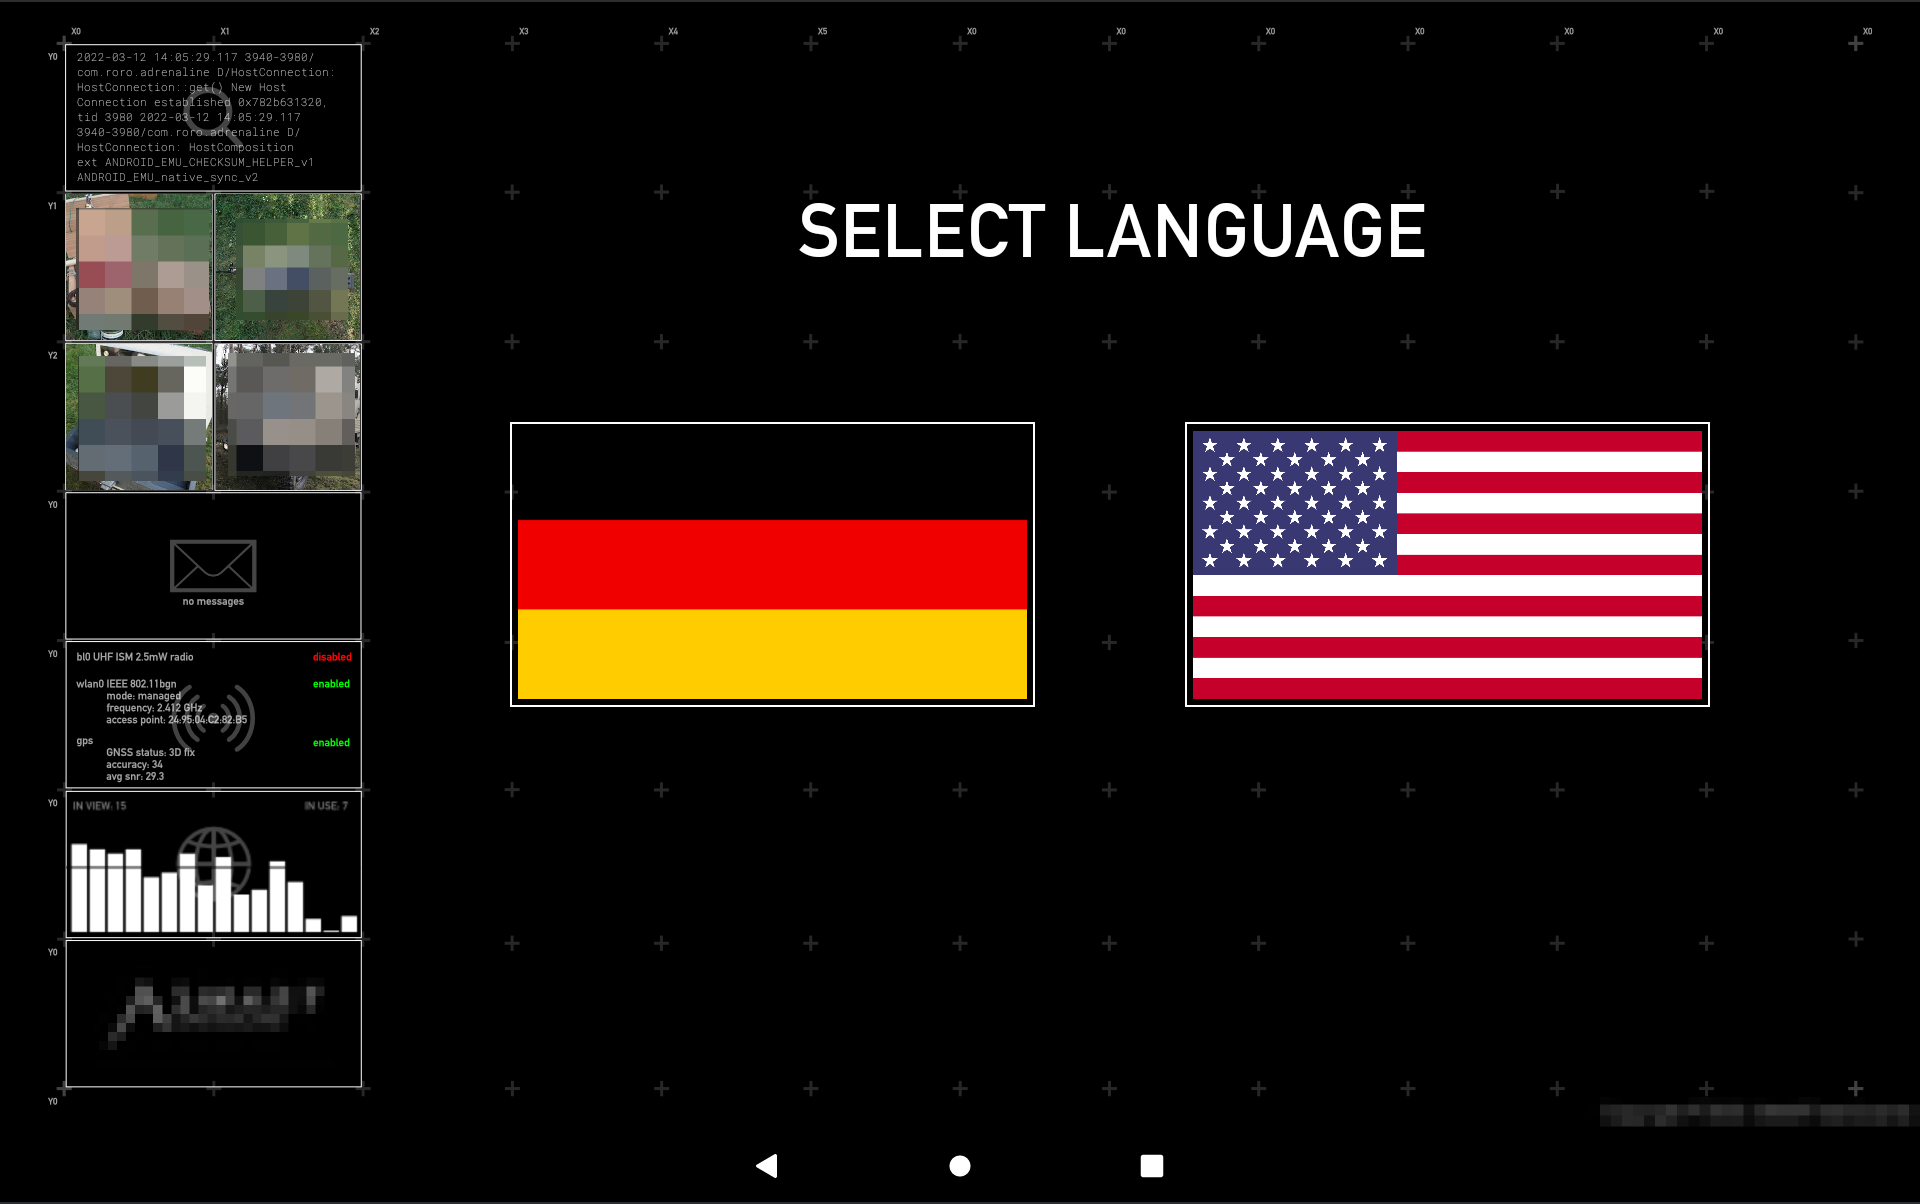 X0 X1 X2 X3 X4 X5 X0 X0 X0 X0 X0 X0 X0
Y0
2022-03-12 14:05:29.117 3940-3980/
com.roro.adrenaline D/HostConnection:
HostConnection::get() New Host
Connection established 0x782b631320,
tid 3980 2022-03-12 14:05:29.117
3940-3980/com.roro.adrenaline D/
HostConnection: HostComposition
ext ANDROID_EMU_CHECKSUM_HELPER_v1
ANDROID_EMU_native_sync_v2
Y1
SELECT LANGUAGE
Y2
Y0
no messages
Y0
bl0 UHF ISM 2.5mW radio disabled
wlan0 IEEE 802.11bgn enabled
mode: managed
frequency: 2.412 GHz
access point: 24:95:04:C2:82:B5
gps enabled
GNSS status: 3D fix
accuracy: 34
avg snr: 29.3
Y0
IN VIEW: 15 IN USE: 7
Y0
Y0